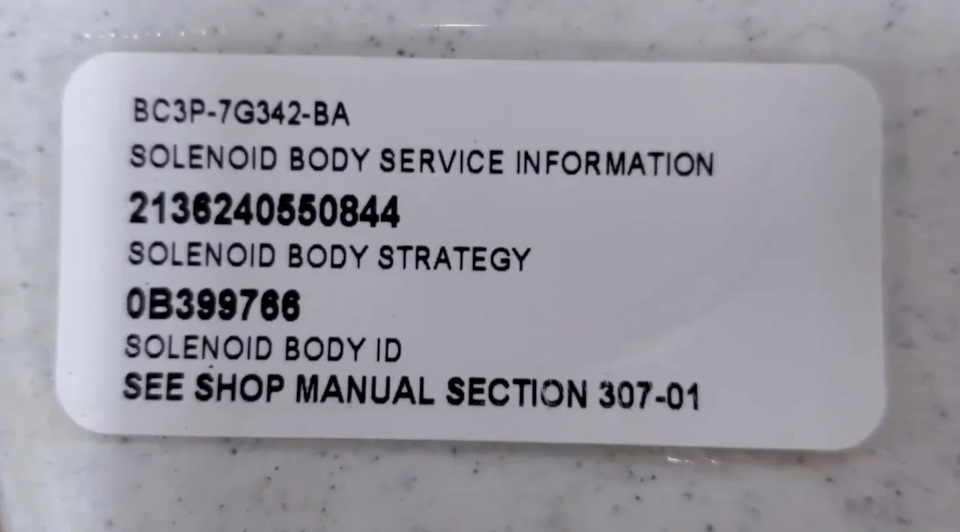 BC3P-7G342-BA
SOLENOID BODY SERVICE INFORMATION
2136240550844
SOLENOID BODY STRATEGY
0B399766
SOLENOID BODY ID
SEE SHOP MANUAL SECTION 307-01